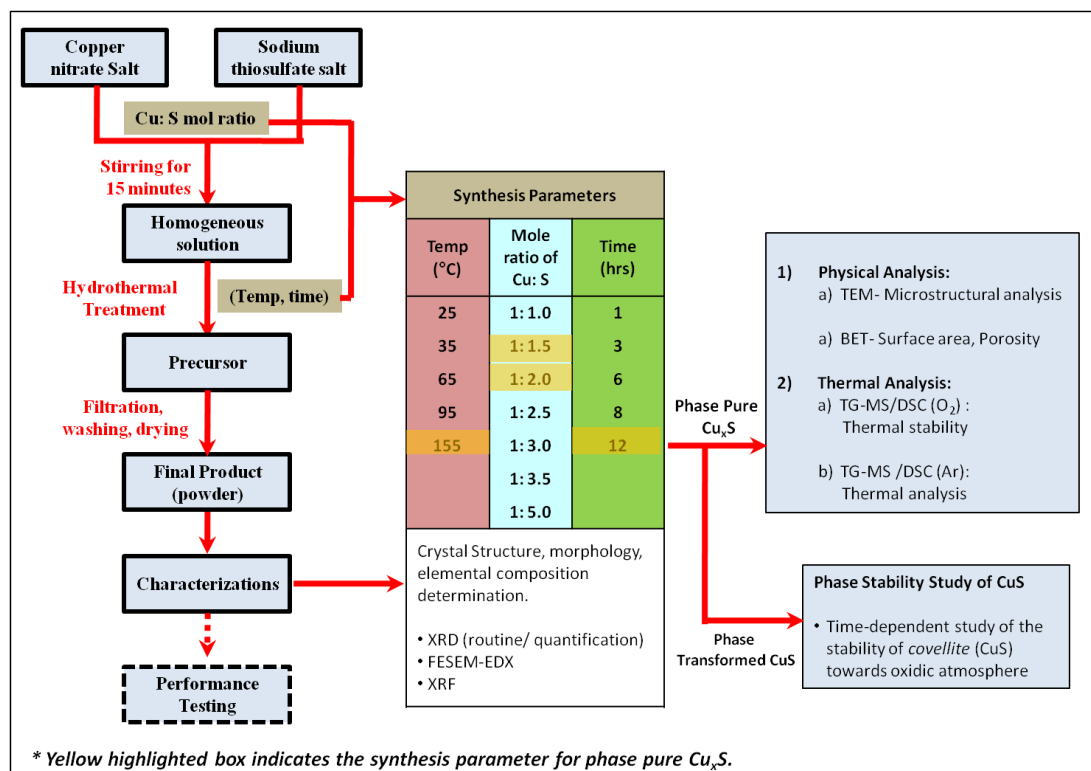 Copper
nitrate Salt
Sodium
thiosulfate salt
Cu: S mol ratio
Stirring for
15 minutes
Homogeneous
solution
Hydrothermal
Treatment
(Temp, time)
Precursor
Filtration,
washing, drying
Final Product
(powder)
Characterizations
Performance
Testing
Synthesis Parameters
Temp
(°C)
Mole
ratio of
Cu: S
Time
(hrs)
25 1: 1.0 1
35 1: 1.5 3
65 1: 2.0 6
95 1: 2.5 8
155 1: 3.0 12
1: 3.5
1: 5.0
Crystal Structure, morphology,
elemental composition
determination.
• XRD (routine/ quantification)
• FESEM-EDX
• XRF
Phase Pure
CuₓS
Phase
Transformed CuS
1) Physical Analysis:
a) TEM- Microstructural analysis
a) BET- Surface area, Porosity
2) Thermal Analysis:
a) TG-MS/DSC (O₂) :
Thermal stability
b) TG-MS /DSC (Ar):
Thermal analysis
Phase Stability Study of CuS
• Time-dependent study of the
stability of covellite (CuS)
towards oxidic atmosphere
* Yellow highlighted box indicates the synthesis parameter for phase pure CuₓS.